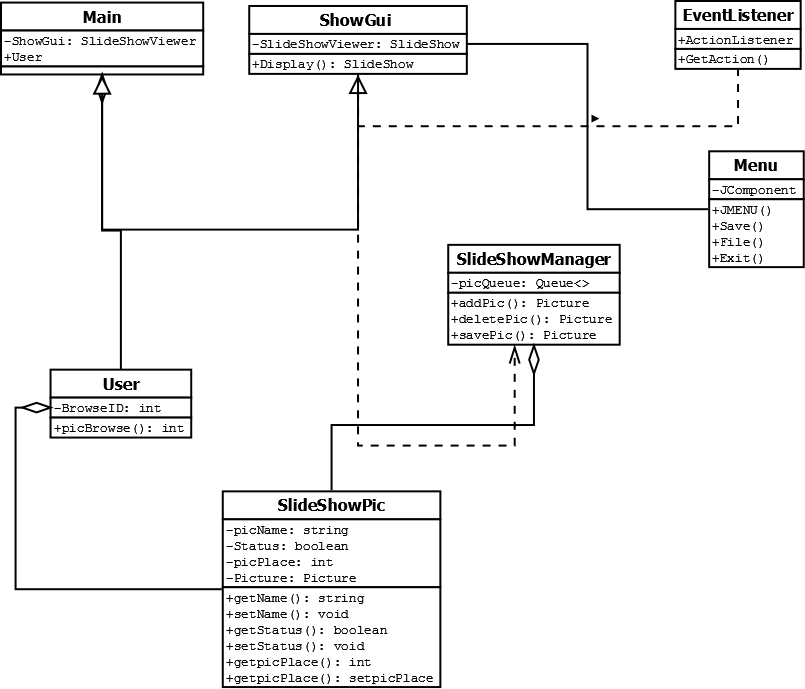 Main
-ShowGui: SlideShowViewer
+User
ShowGui
-SlideShowViewer: SlideShow
+Display(): SlideShow
EventListener
+ActionListener
+GetAction()
Menu
-JComponent
+JMENU()
+Save()
+File()
+Exit()
SlideShowManager
-picQueue: Queue<>
+addPic(): Picture
+deletePic(): Picture
+savePic(): Picture
User
-BrowseID: int
+picBrowse(): int
SlideShowPic
-picName: string
-Status: boolean
-picPlace: int
-Picture: Picture
+getName(): string
+setName(): void
+getStatus(): boolean
+setStatus(): void
+getpicPlace(): int
+getpicPlace(): setpicPlace